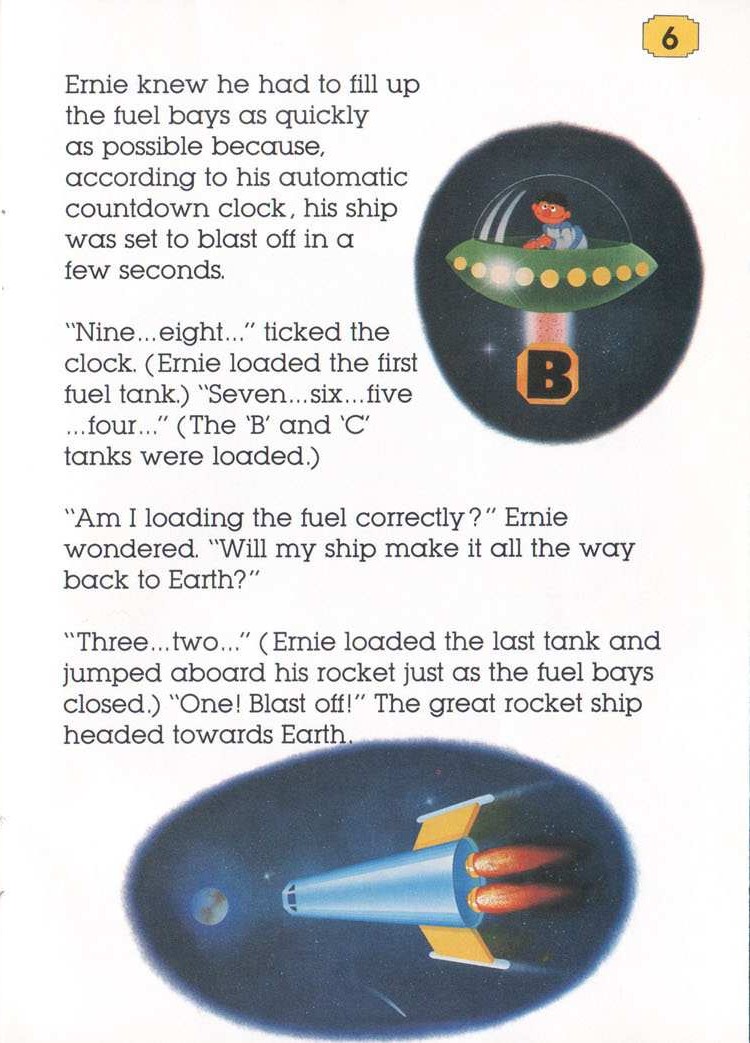 6
Ernie knew he had to fill up
the fuel bays as quickly
as possible because,
according to his automatic
countdown clock, his ship
was set to blast off in a
few seconds.
“Nine...eight...” ticked the
clock. (Ernie loaded the first
fuel tank.) “Seven...six...five
...four...” (The ‘B’ and ‘C’
tanks were loaded.)
B
“Am I loading the fuel correctly?” Ernie
wondered. “Will my ship make it all the way
back to Earth?”
“Three...two...” (Ernie loaded the last tank and
jumped aboard his rocket just as the fuel bays
closed.) “One! Blast off!” The great rocket ship
headed towards Earth.